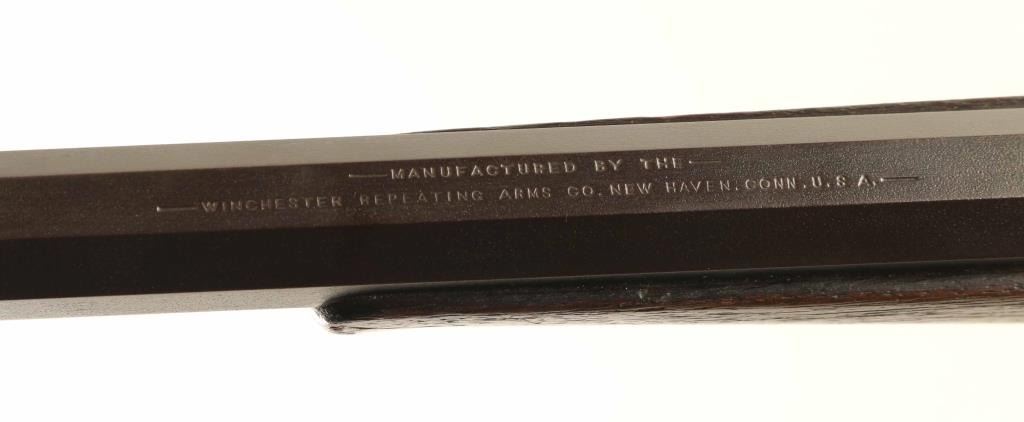 —MANUFACTURED BY THE—
—WINCHESTER REPEATING ARMS CO. NEW HAVEN. CONN. U.S.A.—